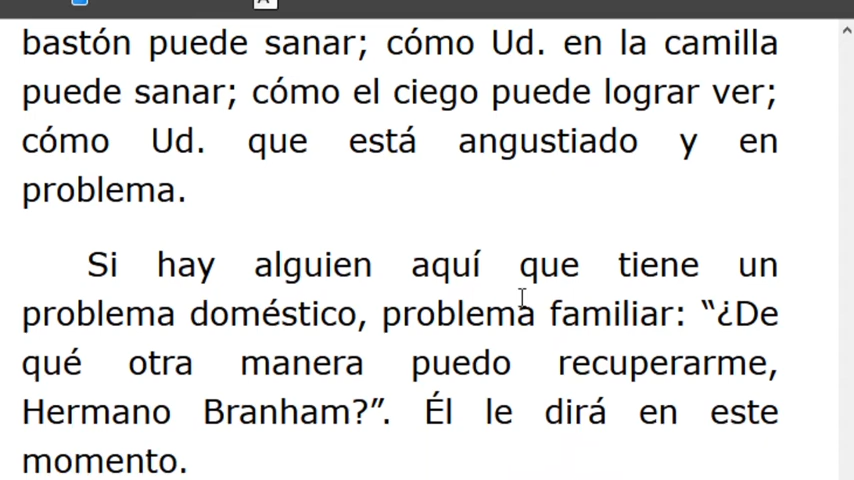 bastón puede sanar; cómo Ud. en la camilla
puede sanar; cómo el ciego puede lograr ver;
cómo Ud. que está angustiado y en
problema.
Si hay alguien aquí que tiene un
problema doméstico, problema familiar: “¿De
qué otra manera puedo recuperarme,
Hermano Branham?”. Él le dirá en este
momento.